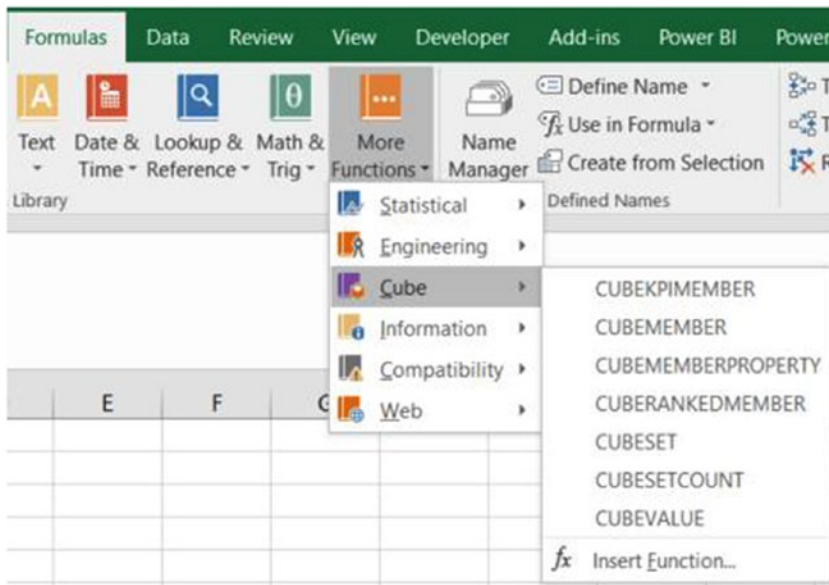 Formulas Data Review View Developer Add-ins Power BI Power
A θ
Text Date & Lookup & Math & More Name
Time Reference Trig Functions Manager
Define Name
Use in Formula
Create from Selection
T
T
R
Library Defined Names
Statistical
Engineering
Cube
Information
Compatibility
Web
CUBEKPIMEMBER
CUBEMEMBER
CUBEMEMBERPROPERTY
CUBERANKEDMEMBER
CUBESET
CUBESETCOUNT
CUBEVALUE
fx Insert Function...
E F G